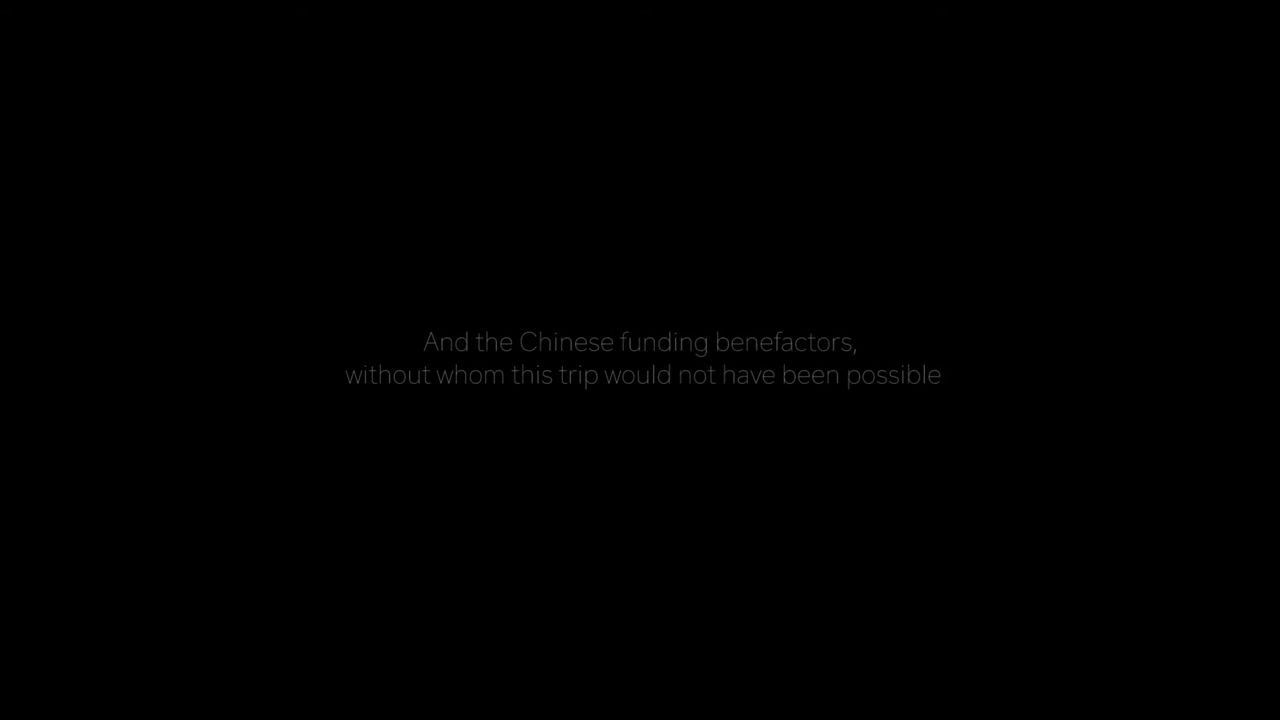 And the Chinese funding benefactors,
without whom this trip would not have been possible